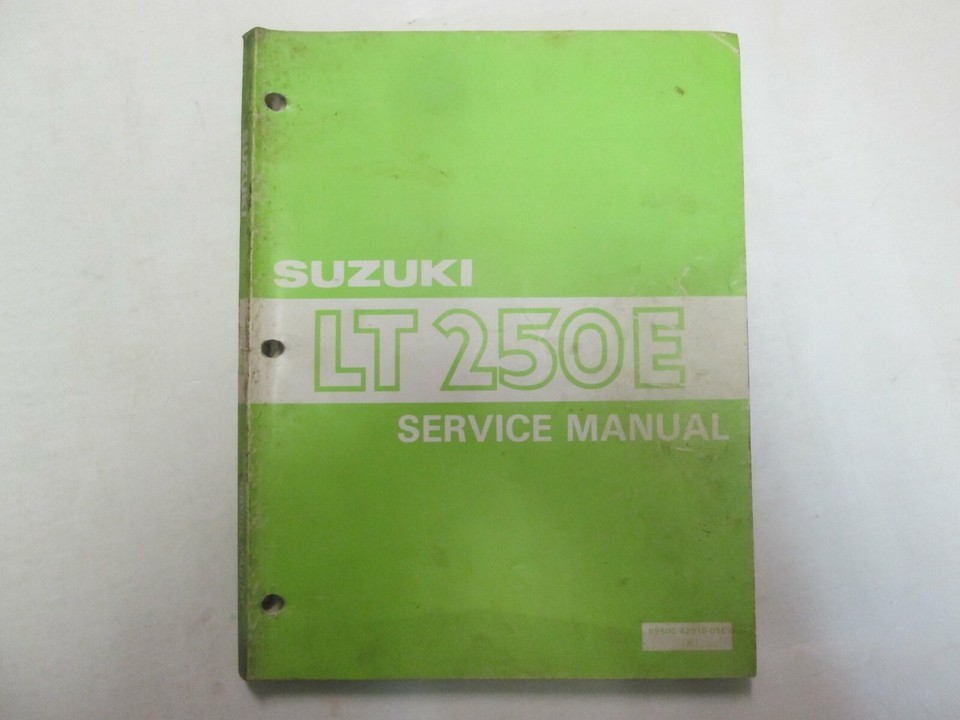 SUZUKI
LT 250E
SERVICE MANUAL